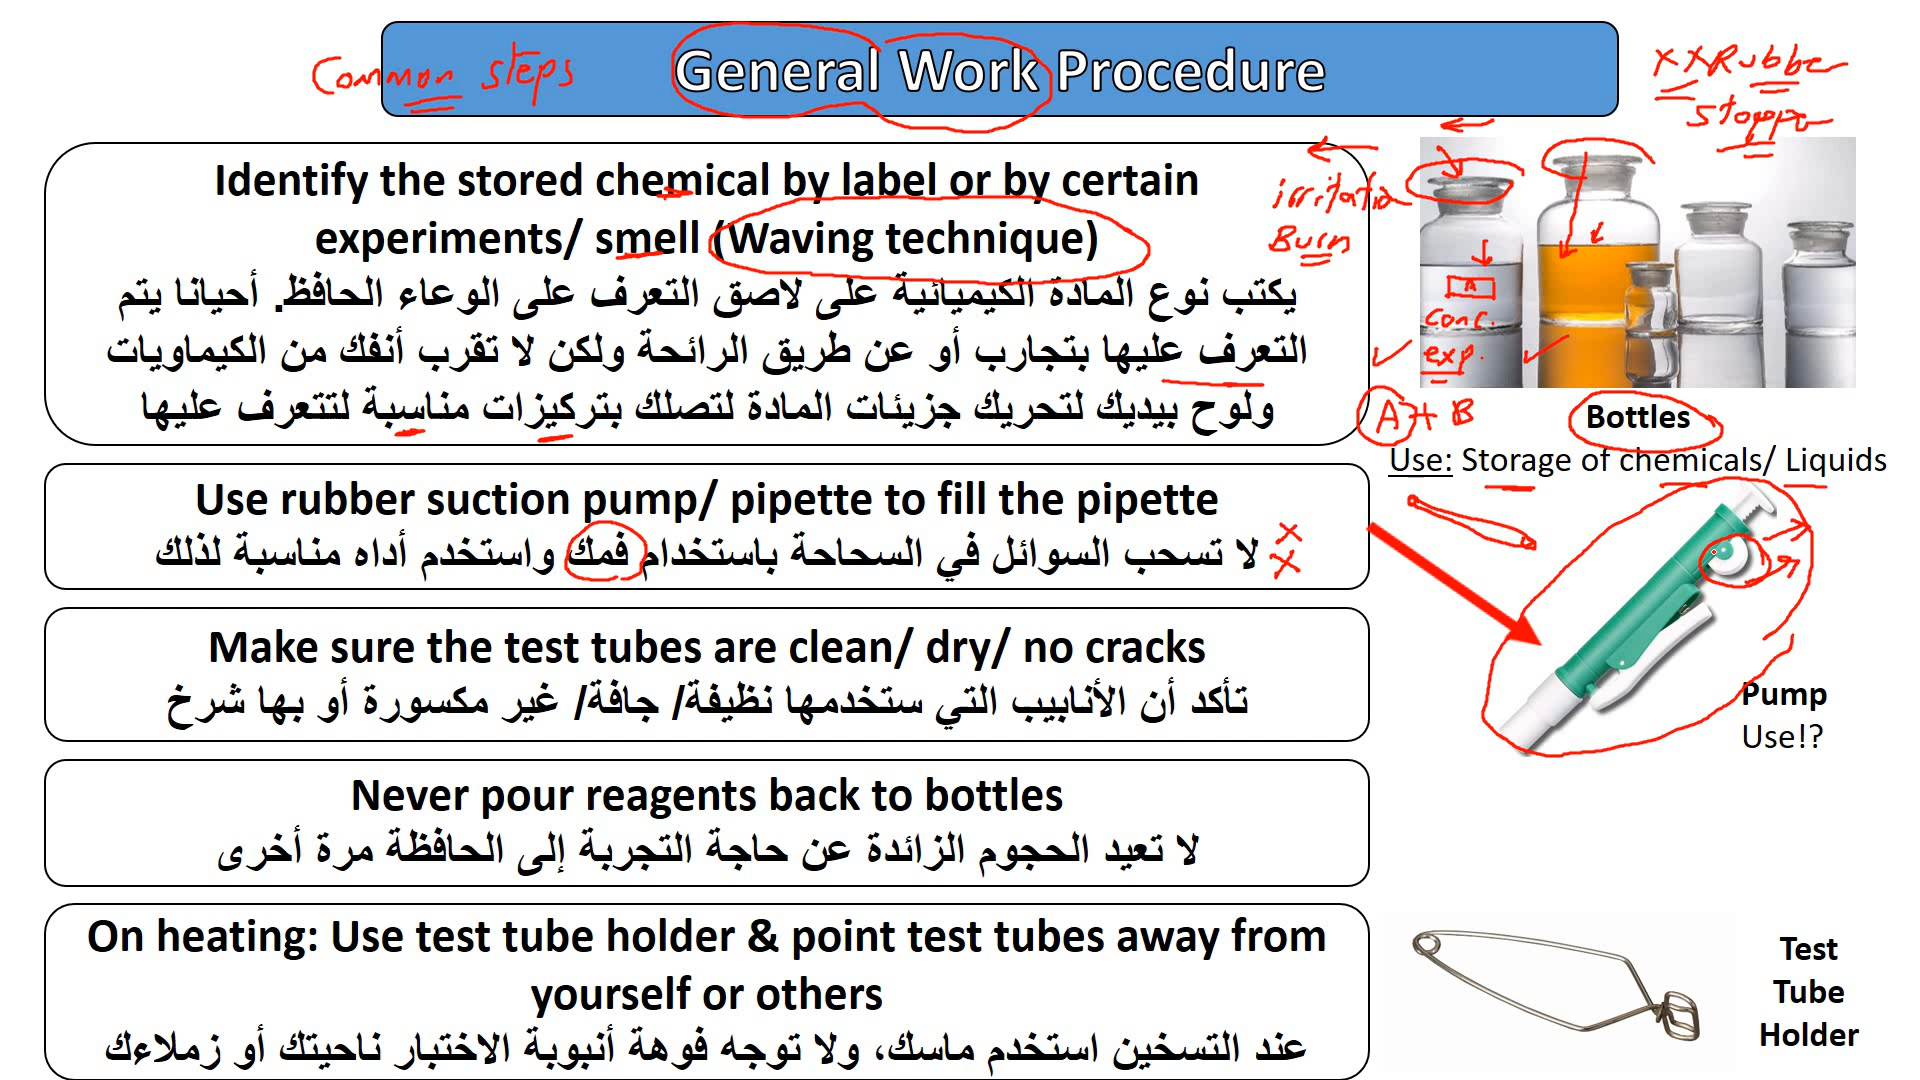 General Work Procedure
Common steps
XX Rubber
Stopper
Identify the stored chemical by label or by certain
experiments/ smell (Waving technique)
يكتب نوع المادة الكيميائية على لاصق التعرف على الوعاء الحافظ. أحيانا يتم
التعرف عليها بتجارب أو عن طريق الرائحة ولكن لا تقرب أنفك من الكيماويات
ولوح بيديك لتحريك جزيئات المادة لتصلك بتركيزات مناسبة لتتعرف عليها
irritation
Burn
A
Conc.
exp.
A + B
Bottles
Use: Storage of chemicals/ Liquids
Use rubber suction pump/ pipette to fill the pipette
لا تسحب السوائل في السحاحة باستخدام فمك واستخدم أداه مناسبة لذلك
X
X
Make sure the test tubes are clean/ dry/ no cracks
تأكد أن الأنابيب التي ستخدمها نظيفة/ جافة/ غير مكسورة أو بها شرخ
Pump
Use!?
Never pour reagents back to bottles
لا تعيد الحجوم الزائدة عن حاجة التجربة إلى الحافظة مرة أخرى
On heating: Use test tube holder & point test tubes away from
yourself or others
عند التسخين استخدم ماسك، ولا توجه فوهة أنبوبة الاختبار ناحيتك أو زملاءك
Test
Tube
Holder